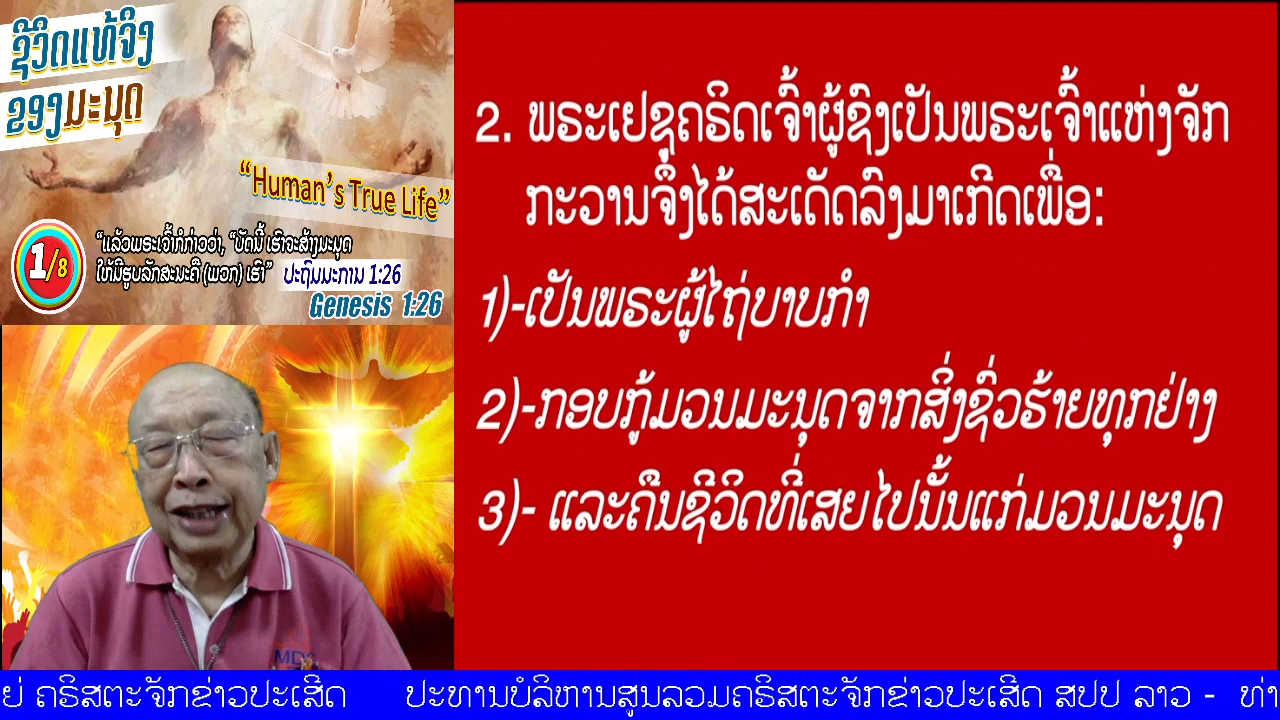 ຊີວິດແທ້ຈິງ
ຂອງມະນຸດ
“Human’s True Life”
1/8
“ແລ້ວພຣະເຈົ້າກໍກ່າວວ່າ, “ບັດນີ້ ເຮົາຈະສ້າງມະນຸດ
ໃຫ້ມີຮູບລັກສະນະຄື (ພວກ) ເຮົາ” ປະຖົມມະການ 1:26
Genesis 1:26
2. ພຣະເຢຊູຄຣິດເຈົ້າຜູ້ຊົງເປັນພຣະເຈົ້າແຫ່ງຈັກ
ກະວານຈຶ່ງໄດ້ສະເດັດລົງມາເກີດເພື່ອ:
1)-ເປັນພຣະຜູ້ໄຖ່ບາບກຳ
2)-ກອບກູ້ມວນມະນຸດຈາກສິ່ງຊົ່ວຮ້າຍທຸກຢ່າງ
3)- ແລະຄືນຊີວິດທີ່ເສຍໄປນັ້ນແກ່ມວນມະນຸດ
ຍ່ ຄຣິສຕະຈັກຂ່າວປະເສີດ ປະທານບໍລິຫານສູນລວມຄຣິສຕະຈັກຂ່າວປະເສີດ ສປປ ລາວ - ທ່າ